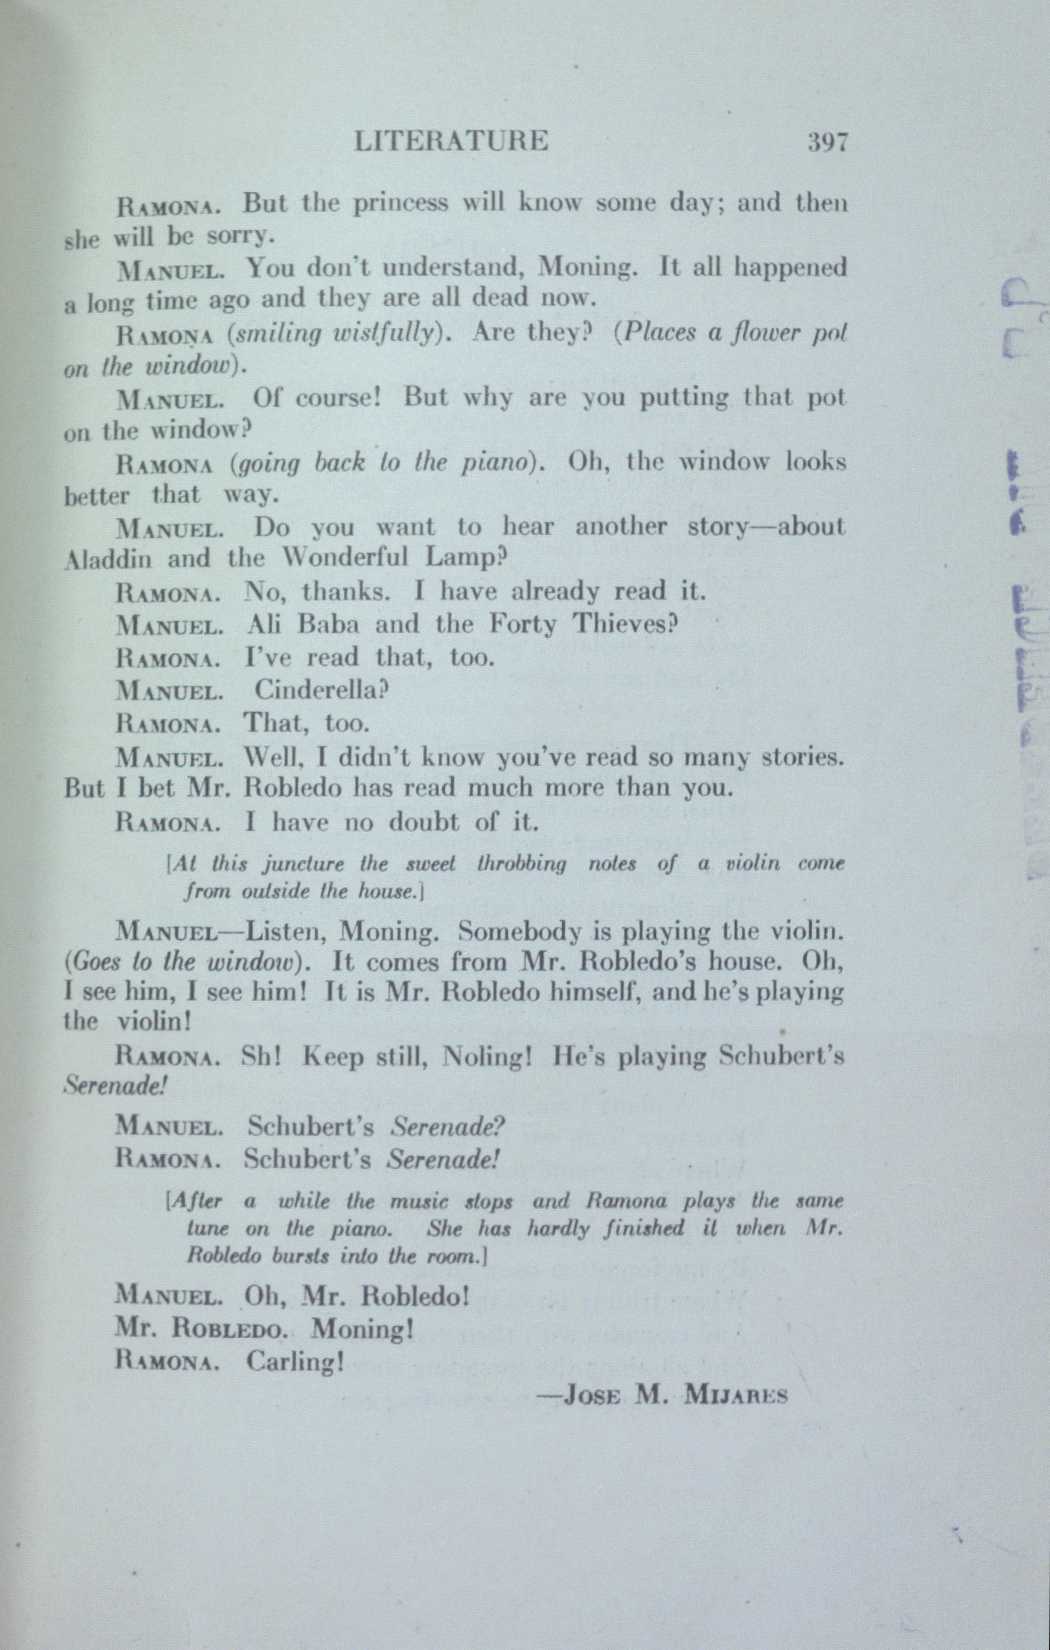 LITERATURE 397
RAMONA. But the princess will know some day; and then
she will be sorry.
MANUEL. You don't understand, Moning. It all happened
a long time ago and they are all dead now.
RAMONA (smiling wistfully). Are they? (Places a flower pot
on the window).
MANUEL. Of course! But why are you putting that pot
on the window?
RAMONA (going back to the piano). Oh, the window looks
better that way.
MANUEL. Do you want to hear another story—about
Aladdin and the Wonderful Lamp?
RAMONA. No, thanks. I have already read it.
MANUEL. Ali Baba and the Forty Thieves?
RAMONA. I've read that, too.
MANUEL. Cinderella?
RAMONA. That, too.
MANUEL. Well, I didn't know you've read so many stories.
But I bet Mr. Robledo has read much more than you.
RAMONA. I have no doubt of it.
[At this juncture the sweet throbbing notes of a violin come
from outside the house.]
MANUEL—Listen, Moning. Somebody is playing the violin.
(Goes to the window). It comes from Mr. Robledo's house. Oh,
I see him, I see him! It is Mr. Robledo himself, and he's playing
the violin!
RAMONA. Sh! Keep still, Noling! He's playing Schubert's
Serenade!
MANUEL. Schubert's Serenade?
RAMONA. Schubert's Serenade!
[After a while the music stops and Ramona plays the same
tune on the piano. She has hardly finished it when Mr.
Robledo bursts into the room.]
MANUEL. Oh, Mr. Robledo!
Mr. ROBLEDO. Moning!
RAMONA. Carling!
—JOSE M. MIJARES